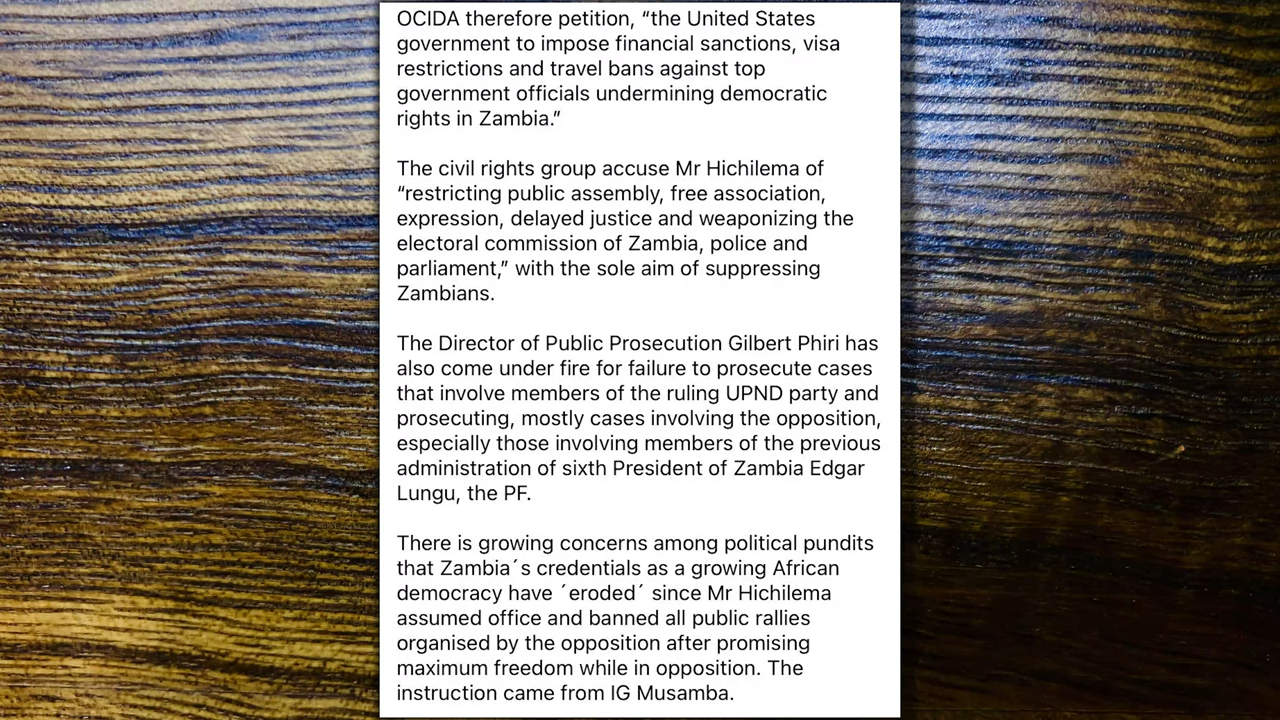 OCIDA therefore petition, “the United States
government to impose financial sanctions, visa
restrictions and travel bans against top
government officials undermining democratic
rights in Zambia.”
The civil rights group accuse Mr Hichilema of
“restricting public assembly, free association,
expression, delayed justice and weaponizing the
electoral commission of Zambia, police and
parliament,” with the sole aim of suppressing
Zambians.
The Director of Public Prosecution Gilbert Phiri has
also come under fire for failure to prosecute cases
that involve members of the ruling UPND party and
prosecuting, mostly cases involving the opposition,
especially those involving members of the previous
administration of sixth President of Zambia Edgar
Lungu, the PF.
There is growing concerns among political pundits
that Zambia´s credentials as a growing African
democracy have ´eroded´ since Mr Hichilema
assumed office and banned all public rallies
organised by the opposition after promising
maximum freedom while in opposition. The
instruction came from IG Musamba.